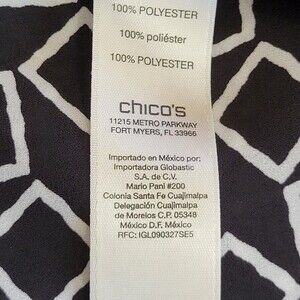 100% POLYESTER
100% poliéster
100% POLYESTER
chico's
11215 METRO PARKWAY
FORT MYERS, FL 33966
Importado en México por:
Importadora Globastic
S.A. de C.V.
Mario Pani #200
Colonia Santa Fe Cuajimalpa
Delegación Cuajimalpa
de Morelos C.P. 05348
México D.F. México
RFC: IGL090327SE5